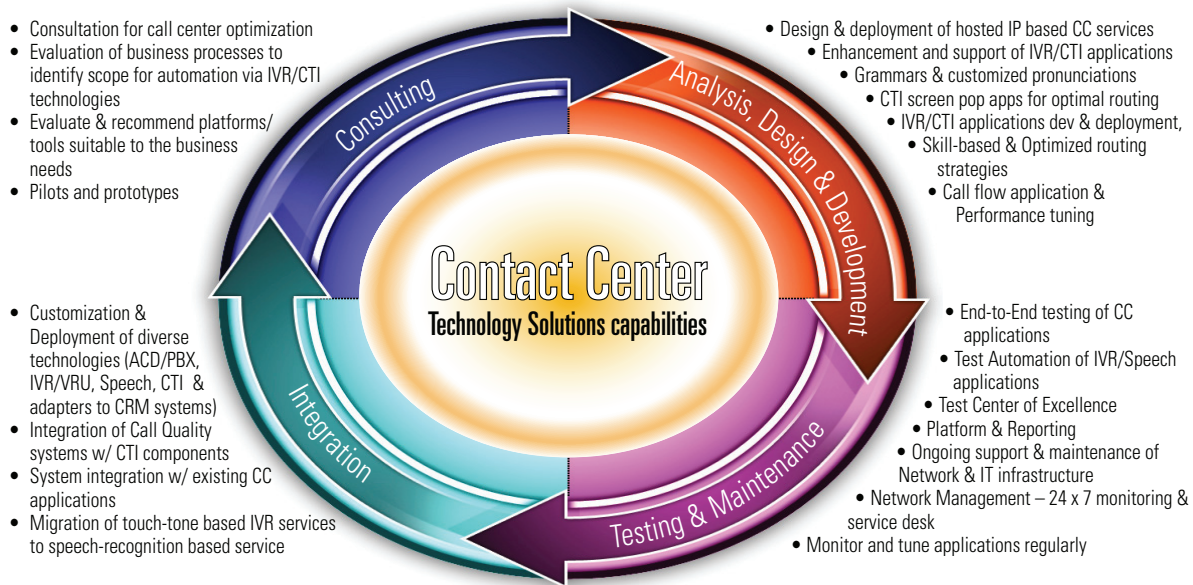 • Consultation for call center optimization
• Evaluation of business processes to
identify scope for automation via IVR/CTI
technologies
• Evaluate & recommend platforms/
tools suitable to the business
needs
• Pilots and prototypes
Consulting
Analysis, Design & Development
• Design & deployment of hosted IP based CC services
• Enhancement and support of IVR/CTI applications
• Grammars & customized pronunciations
• CTI screen pop apps for optimal routing
• IVR/CTI applications dev & deployment,
• Skill-based & Optimized routing
strategies
• Call flow application &
Performance tuning
Contact Center
Technology Solutions capabilities
• Customization &
Deployment of diverse
technologies (ACD/PBX,
IVR/VRU, Speech, CTI &
adapters to CRM systems)
• Integration of Call Quality
systems w/ CTI components
• System integration w/ existing CC
applications
• Migration of touch-tone based IVR services
to speech-recognition based service
Integration
Testing & Maintenance
• End-to-End testing of CC
applications
• Test Automation of IVR/Speech
applications
• Test Center of Excellence
• Platform & Reporting
• Ongoing support & maintenance of
Network & IT infrastructure
• Network Management – 24 x 7 monitoring &
service desk
• Monitor and tune applications regularly